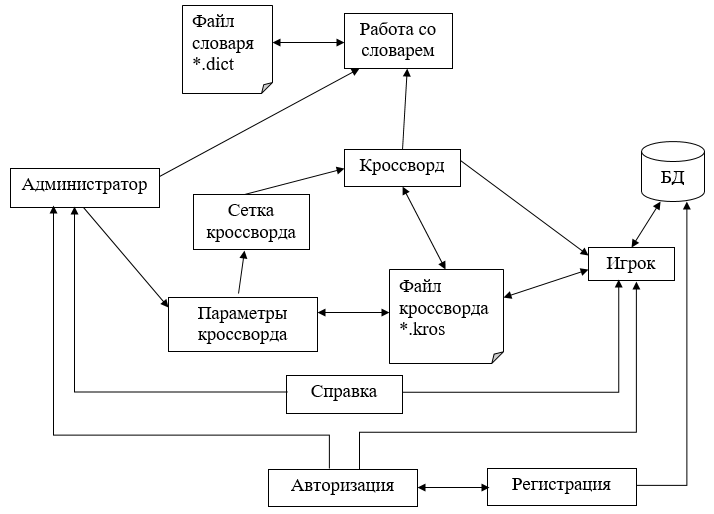 Файл
словаря
*.dict
Работа со
словарем
Кроссворд
БД
Администратор
Сетка
кроссворда
Игрок
Параметры
кроссворда
Файл
кроссворда
*.kros
Справка
Авторизация
Регистрация